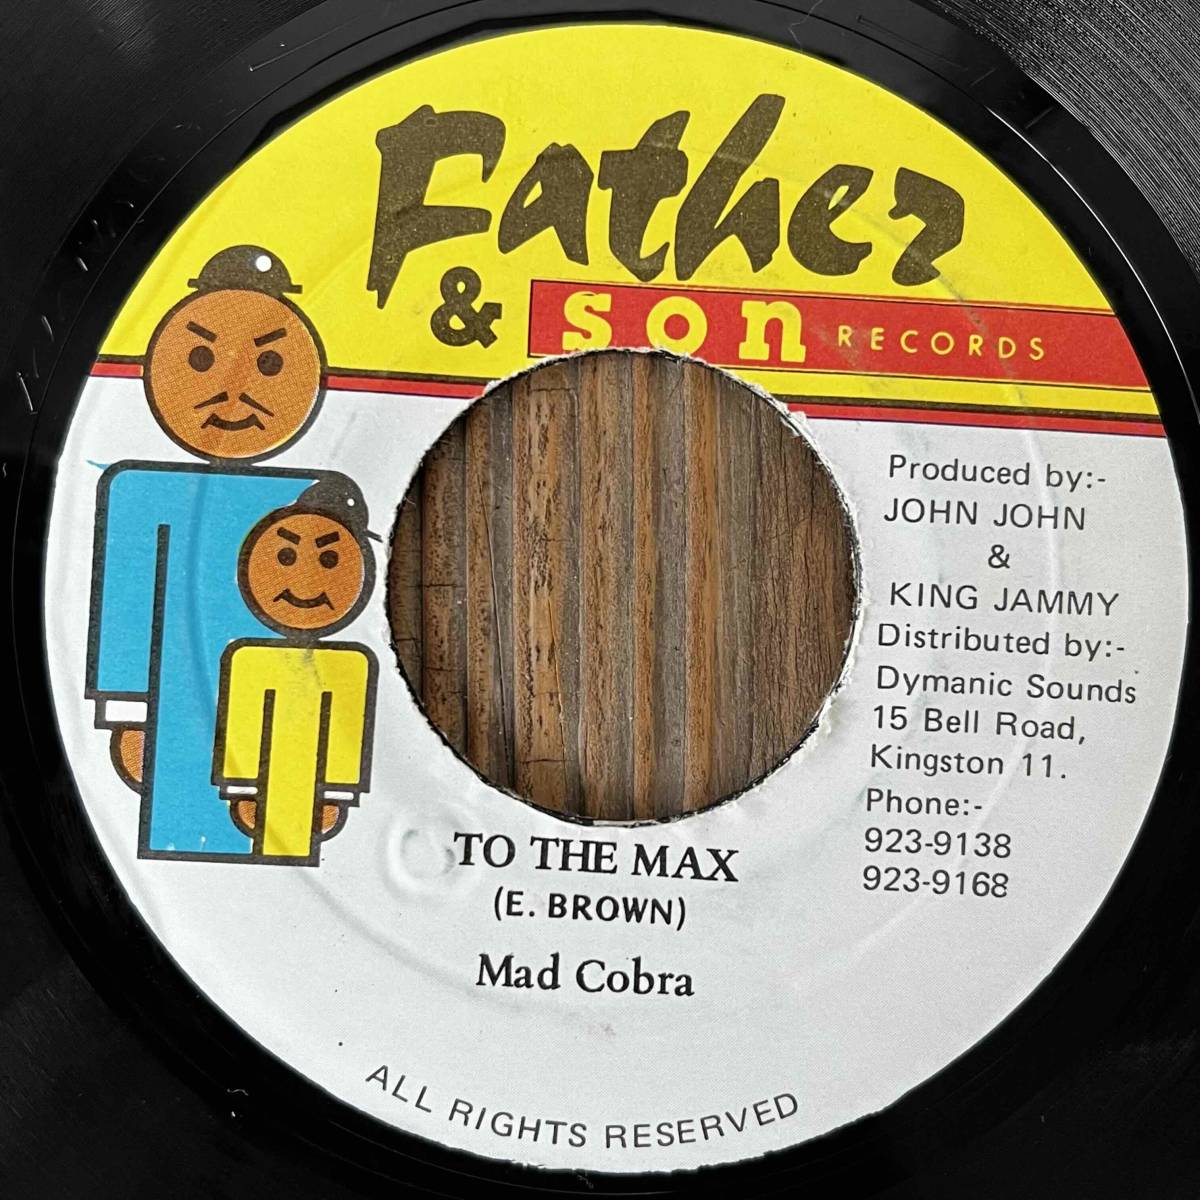 Father
& son RECORDS
Produced by:-
JOHN JOHN
&
KING JAMMY
Distributed by:-
Dymanic Sounds
15 Bell Road,
Kingston 11.
Phone:-
923-9138
923-9168
TO THE MAX
(E. BROWN)
Mad Cobra
ALL RIGHTS RESERVED